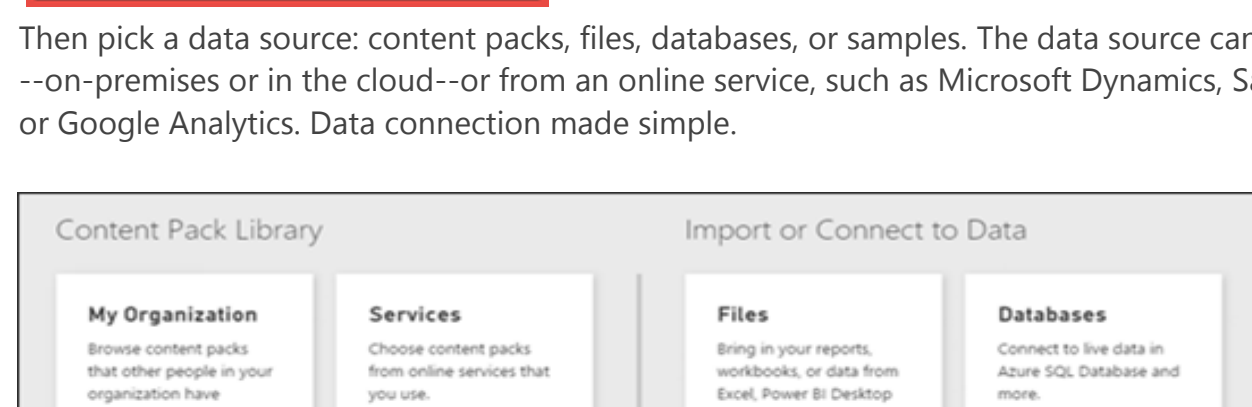 Then pick a data source: content packs, files, databases, or samples. The data source can
--on-premises or in the cloud--or from an online service, such as Microsoft Dynamics,
or Google Analytics. Data connection made simple.
Content Pack Library
Import or Connect to Data
My Organization
Browse content packs
that other people in your
organization have
Services
Choose content packs
from online services that
you use.
Files
Bring in your reports,
workbooks, or data from
Excel, Power BI Desktop
Databases
Connect to live data in
Azure SQL Database and
more.